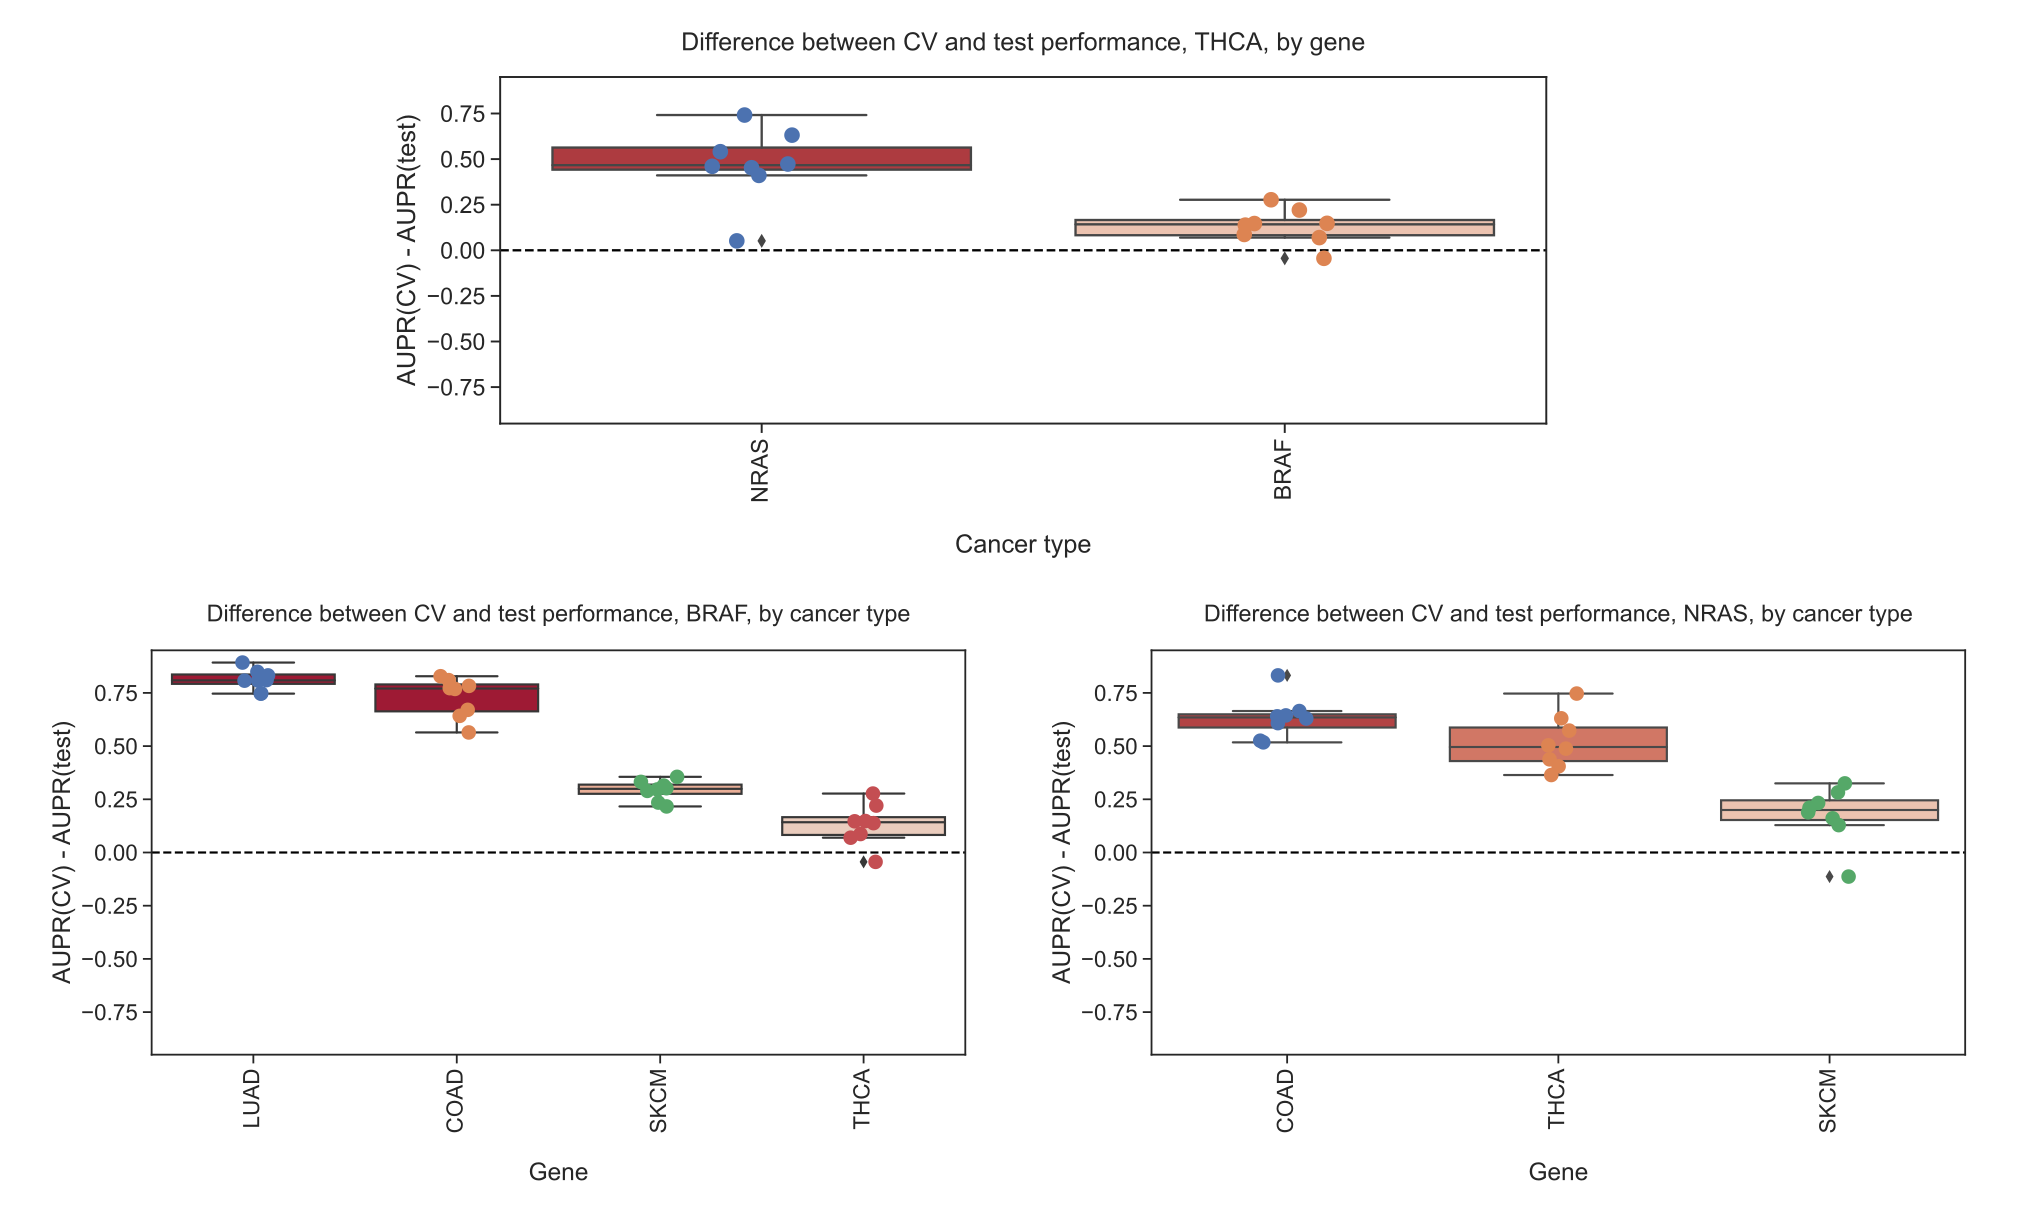 Difference between CV and test performance, THCA, by gene
AUPR(CV) - AUPR(test)
0.75
0.50
0.25
0.00
−0.25
−0.50
−0.75
NRAS
BRAF
Cancer type
Difference between CV and test performance, BRAF, by cancer type
AUPR(CV) - AUPR(test)
0.75
0.50
0.25
0.00
−0.25
−0.50
−0.75
LUAD
COAD
SKCM
THCA
Gene
Difference between CV and test performance, NRAS, by cancer type
AUPR(CV) - AUPR(test)
0.75
0.50
0.25
0.00
−0.25
−0.50
−0.75
COAD
THCA
SKCM
Gene